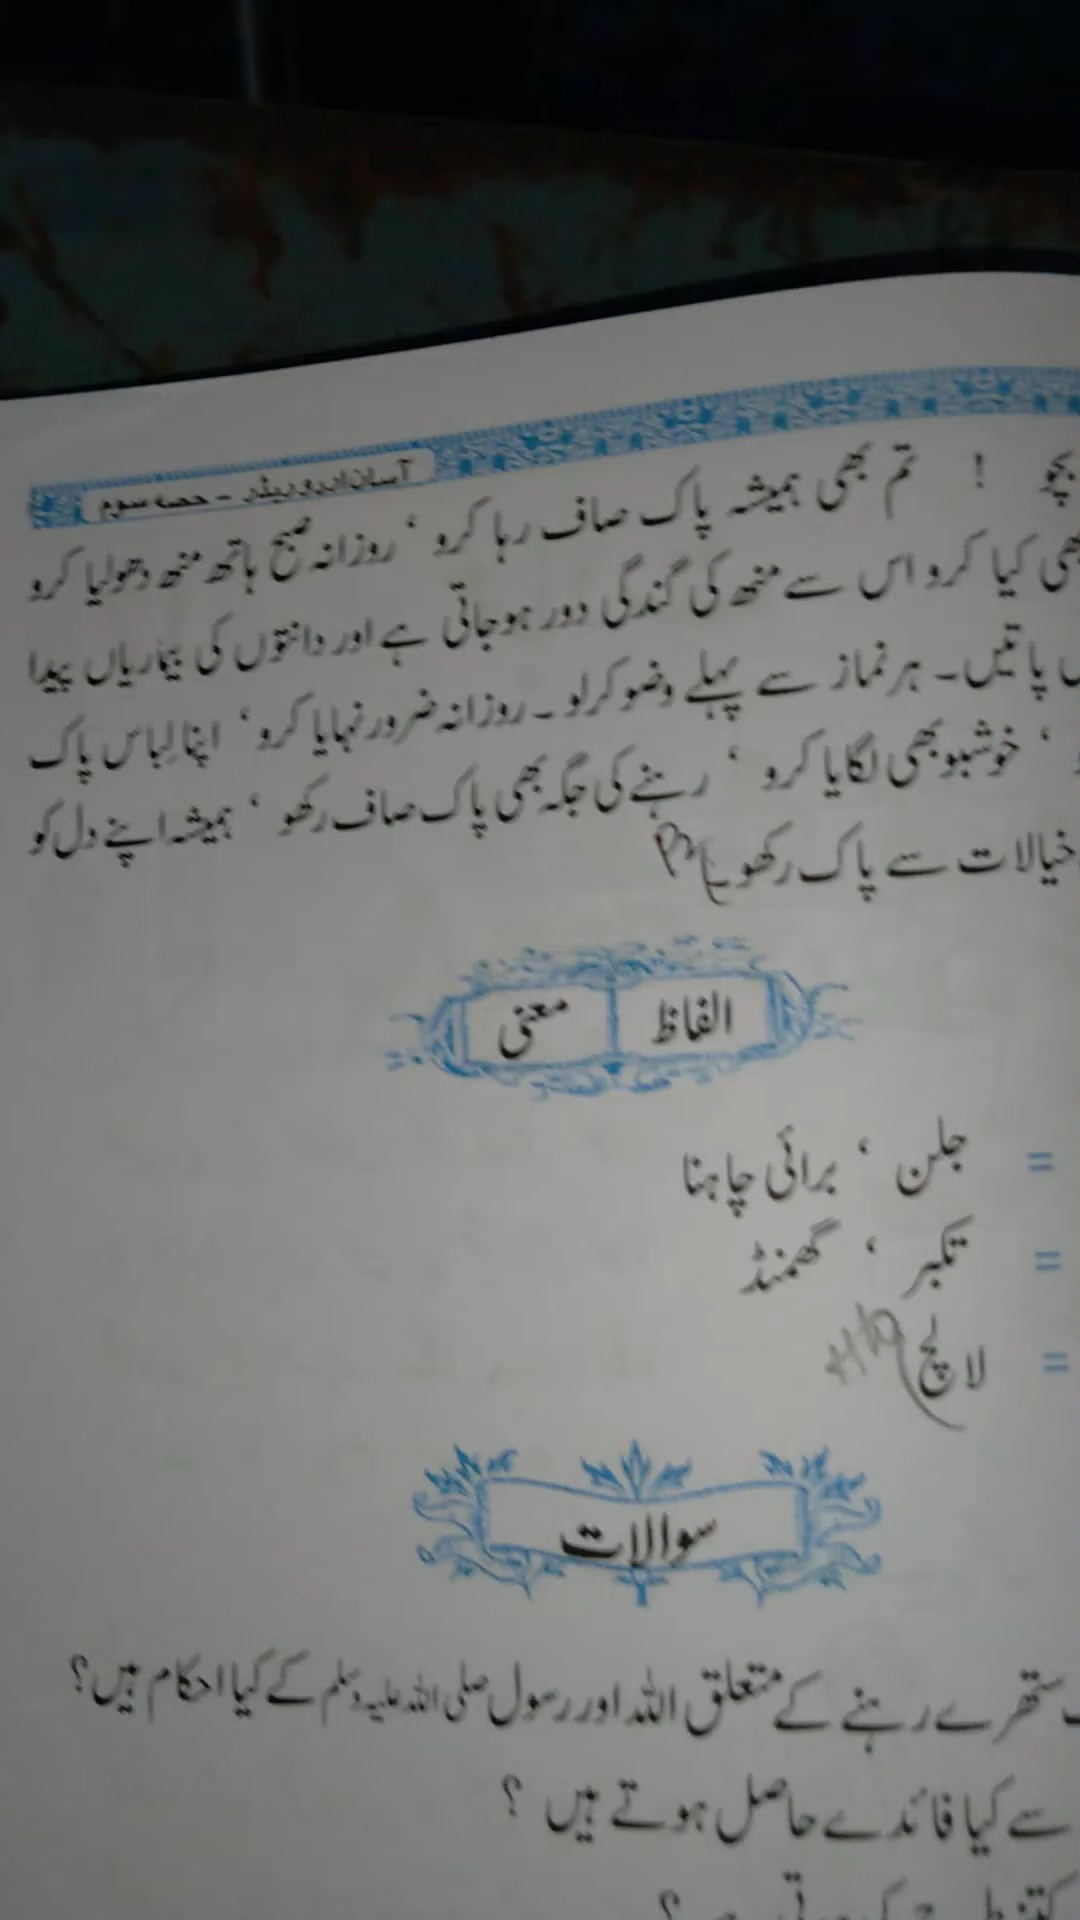 آسان اردو ریڈر - حصہ سوم
بچو ! تم بھی ہمیشہ پاک صاف رہا کرو ، روزانہ صبح ہاتھ منھ دھولیا کرو
بھی کیا کرو اس سے منھ کی گندگی دور ہوجاتی ہے اور دانتوں کی بیماریاں پیدا
پاتیں ۔ ہر نماز سے پہلے وضو کرلو ۔ روزانہ ضرور نہایا کرو ، اپنا لباس پاک
، خوشبو بھی لگایا کرو ، رہنے کی جگہ بھی پاک صاف رکھو ، ہمیشہ اپنے دل کو
خیالات سے پاک رکھو ۔
الفاظ معنی
= جلن ، برائی چاہنا
= تکبر ، گھمنڈ
= لالچ
سوالات
ستھرے رہنے کے متعلق اللہ اور رسول صلی اللہ علیہ وسلم کے کیا احکام ہیں؟
سے کیا فائدے حاصل ہوتے ہیں ؟